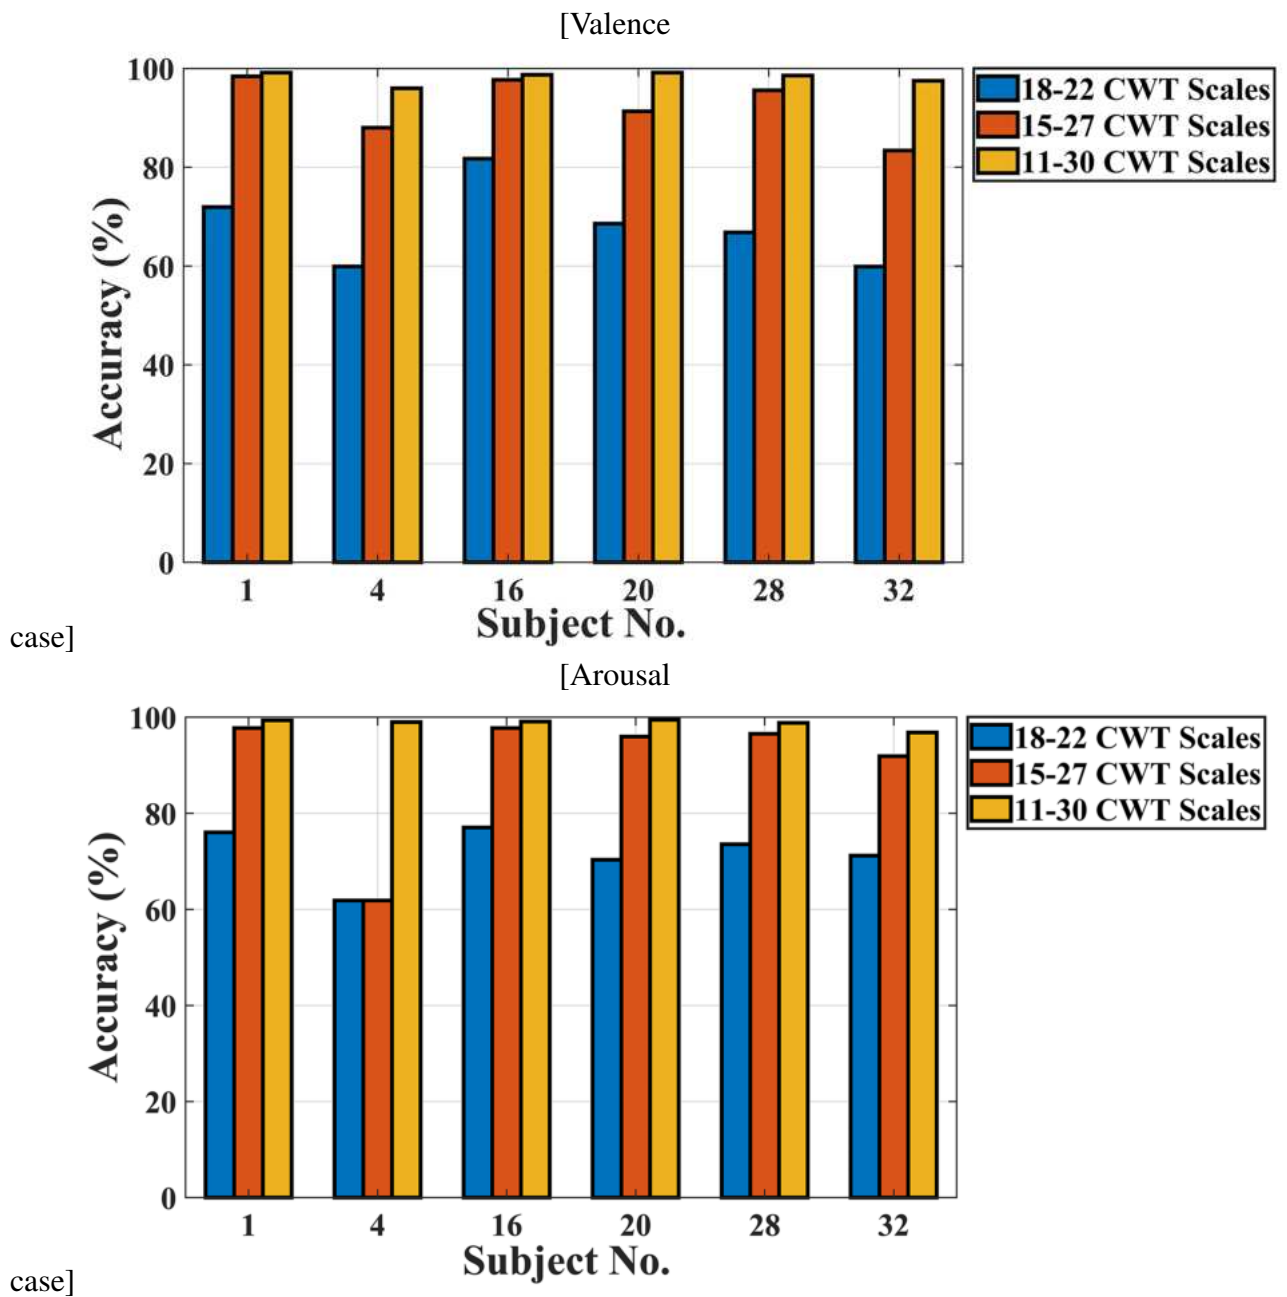 [Valence
100
80
60
40
20
0
Accuracy (%)
1 4 16 20 28 32
Subject No.
18-22 CWT Scales
15-27 CWT Scales
11-30 CWT Scales
case]
[Arousal
100
80
60
40
20
0
Accuracy (%)
1 4 16 20 28 32
Subject No.
18-22 CWT Scales
15-27 CWT Scales
11-30 CWT Scales
case]